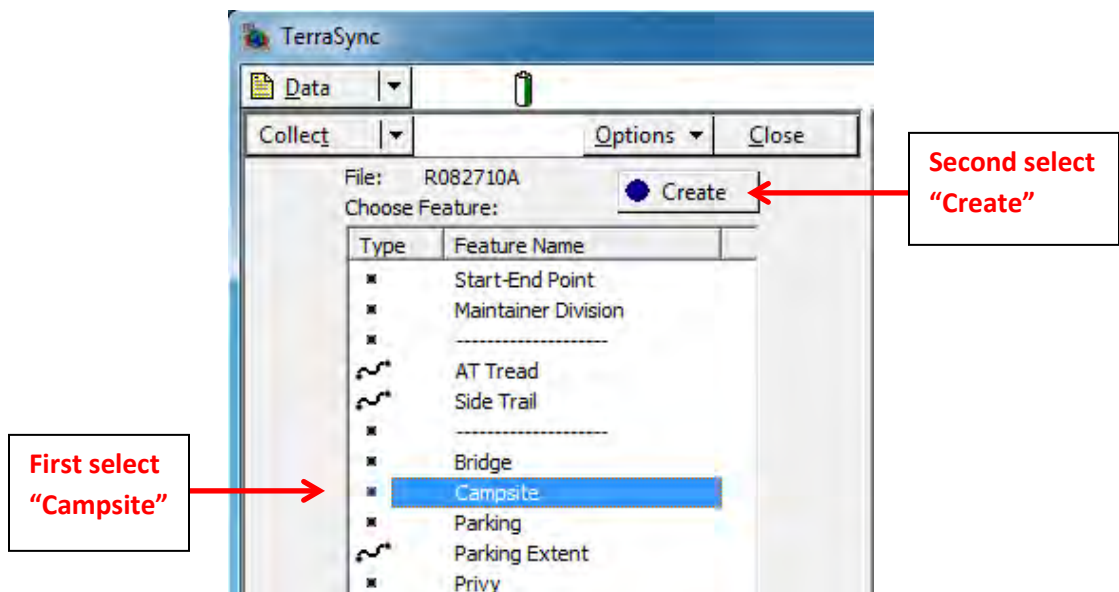 TerraSync
Data
Collect Options Close
File: R082710A
Create
Choose Feature:
Second select
“Create”
Type Feature Name
Start-End Point
Maintainer Division
--------------------
AT Tread
Side Trail
--------------------
Bridge
First select
“Campsite”
Campsite
Parking
Parking Extent
Privy